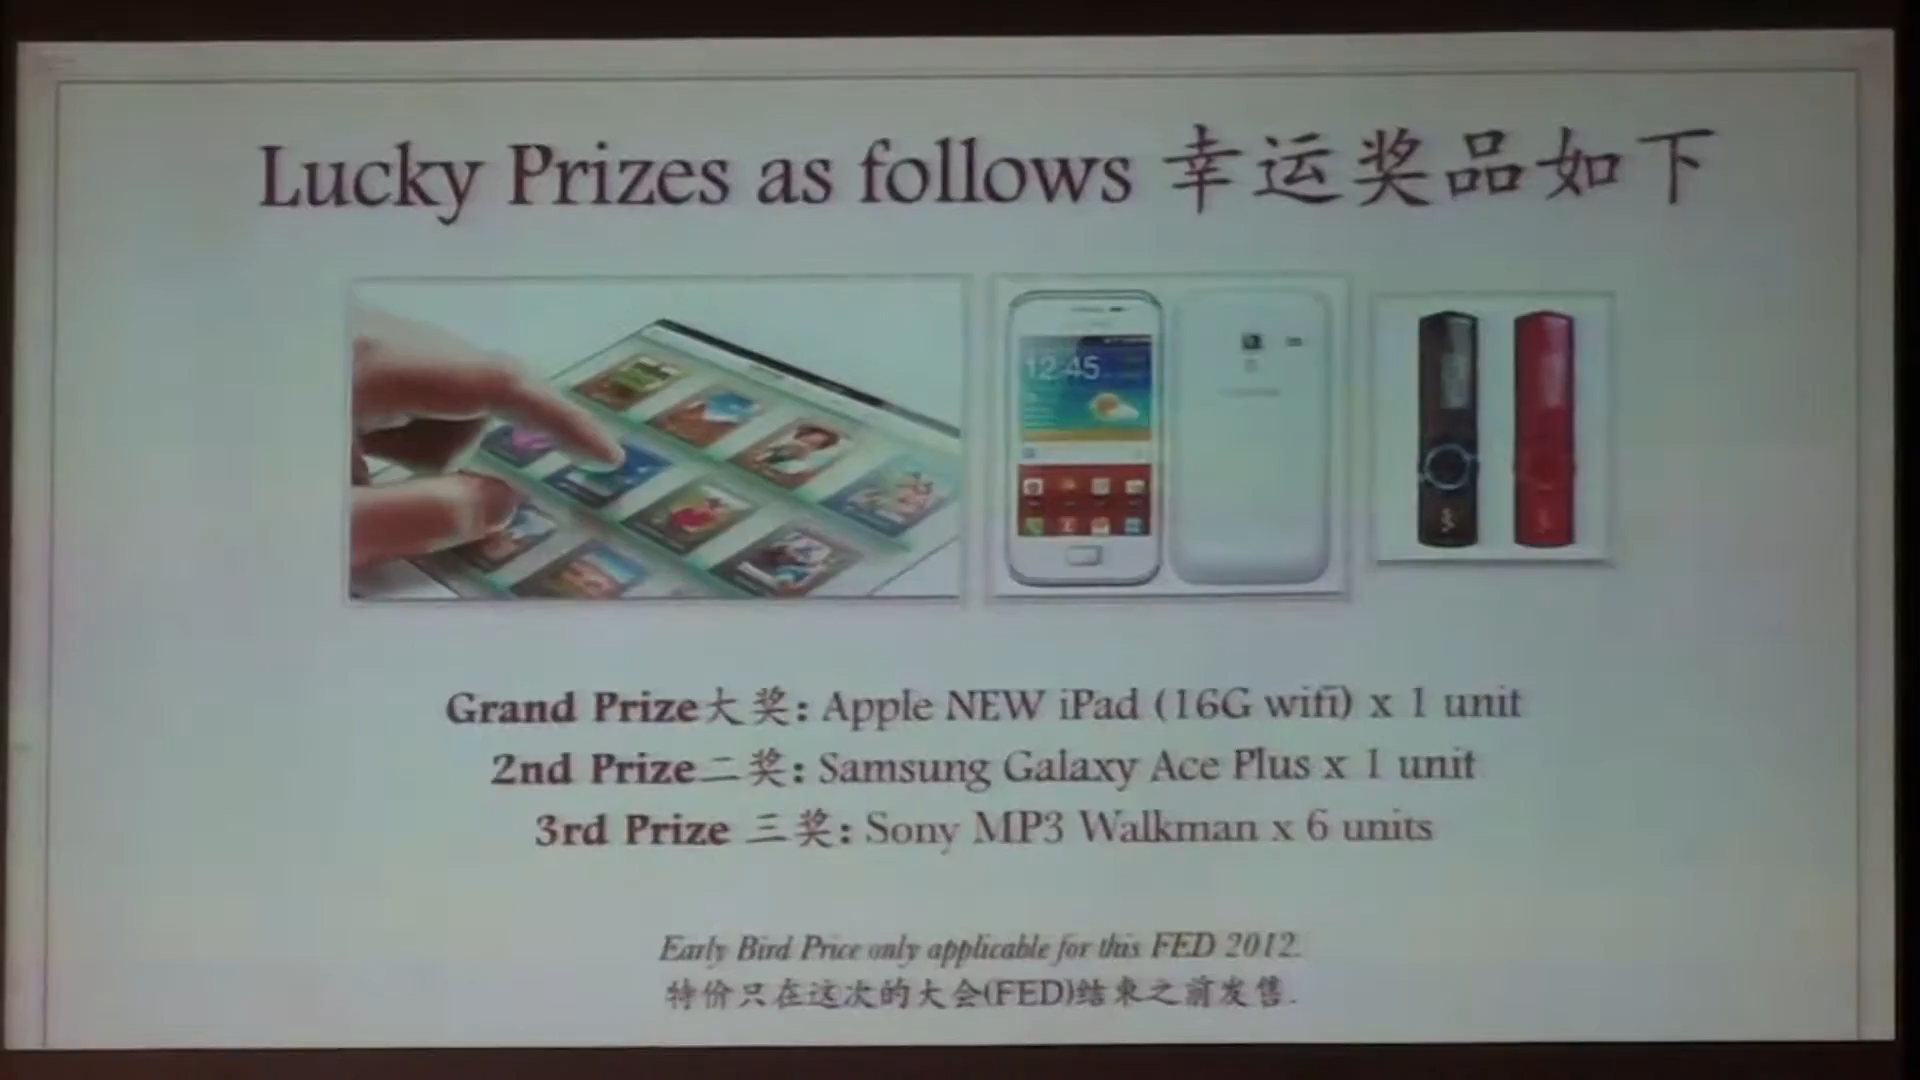 Lucky Prizes as follows 幸运奖品如下
12:45
Grand Prize大奖: Apple NEW iPad (16G wifi) x 1 unit
2nd Prize二奖: Samsung Galaxy Ace Plus x 1 unit
3rd Prize 三奖: Sony MP3 Walkman x 6 units
Early Bird Price only applicable for this FED 2012.
特价只在这次的大会(FED)结束之前发售.